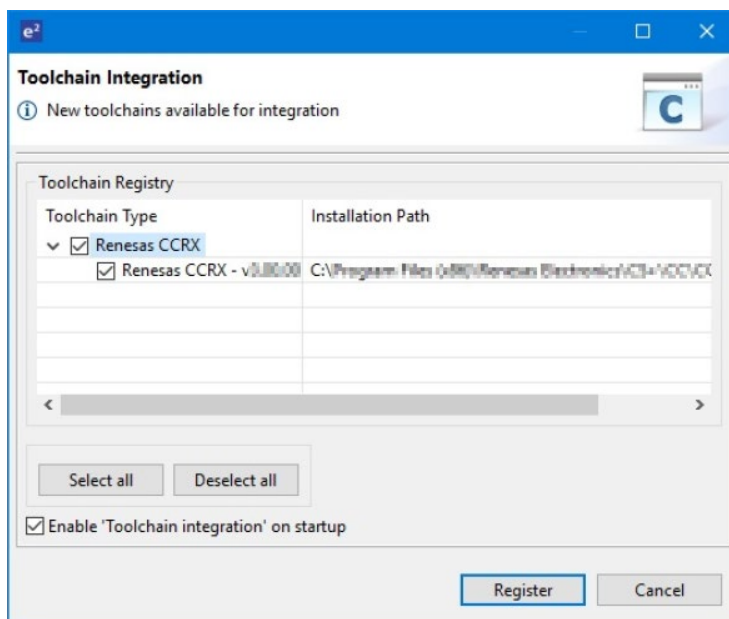 e²
Toolchain Integration
New toolchains available for integration
C
Toolchain Registry
Toolchain Type Installation Path
Renesas CCRX
Renesas CCRX - v C:\
Select all Deselect all
Enable 'Toolchain integration' on startup
Register Cancel